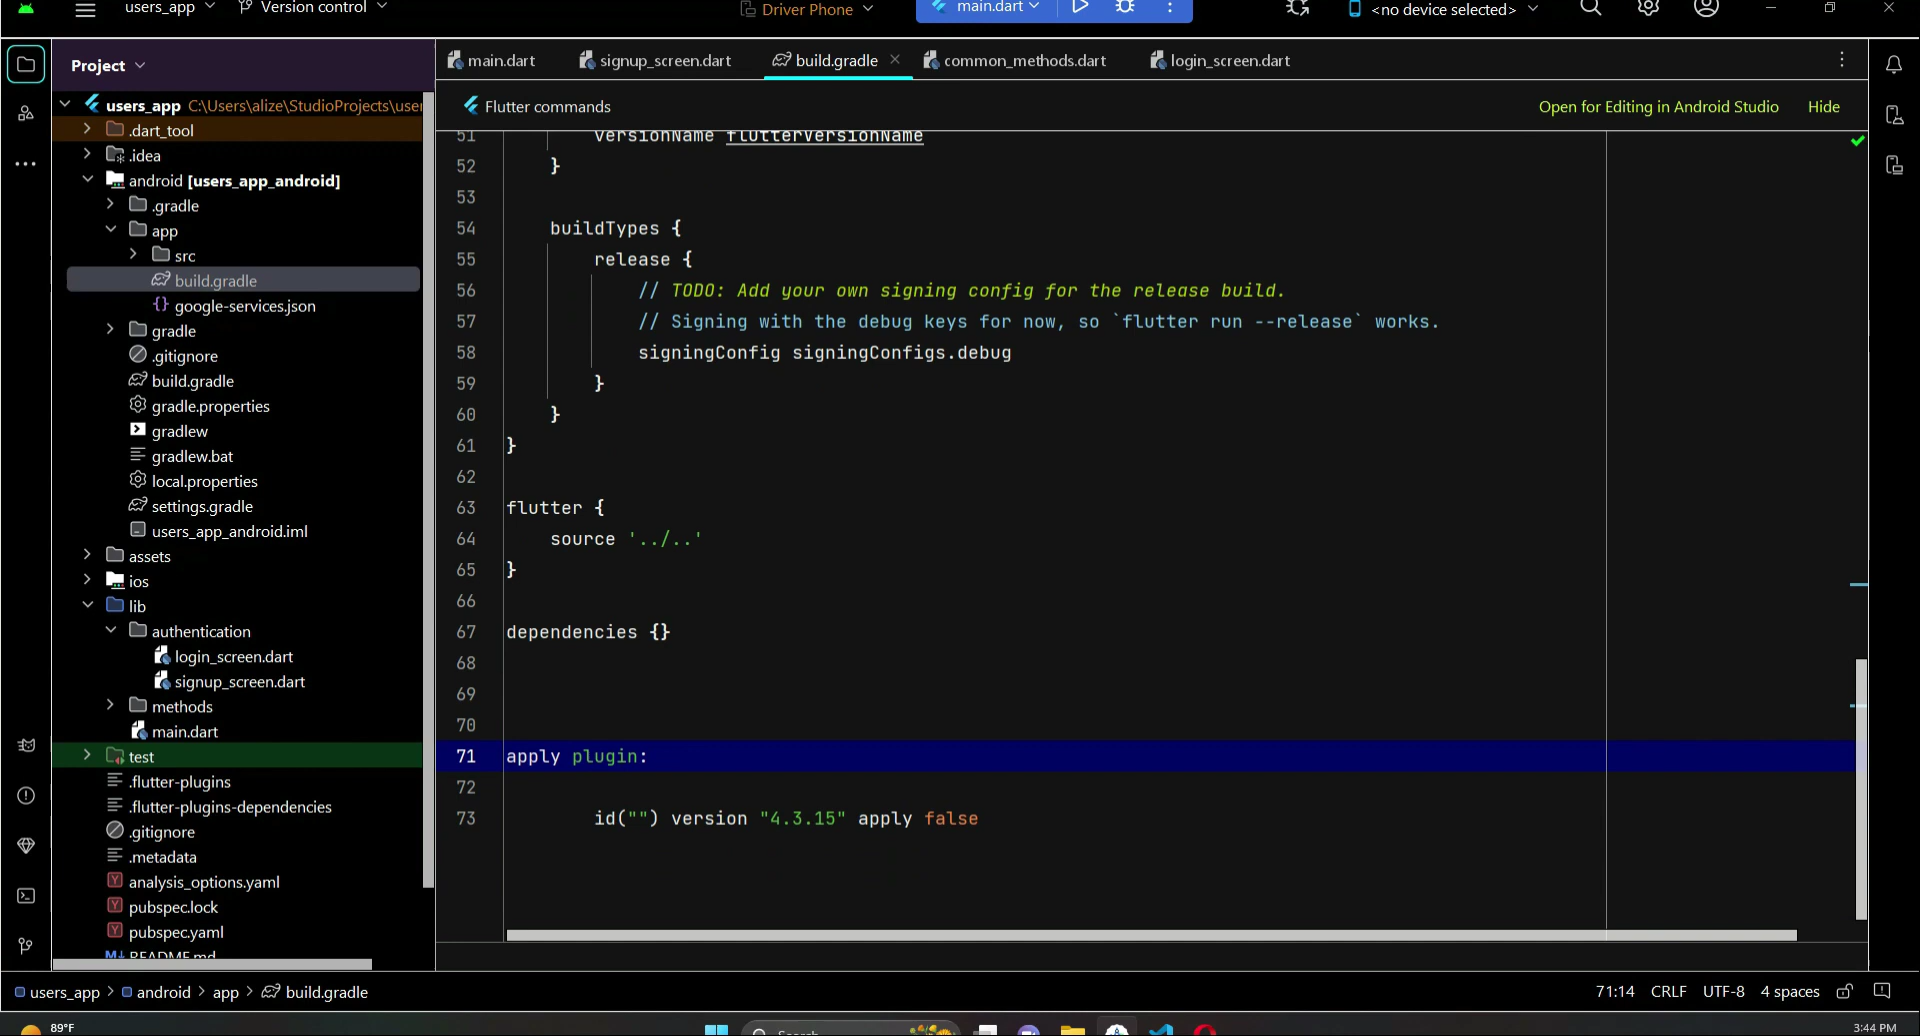 users_app
Version control
Driver Phone
main.dart
<no device selected>
Project
main.dart
signup_screen.dart
build.gradle
common_methods.dart
login_screen.dart
users_app C:\Users\alize\StudioProjects\user
Flutter commands
Open for Editing in Android Studio
Hide
.dart_tool
.idea
android [users_app_android]
.gradle
app
src
build.gradle
google-services.json
gradle
.gitignore
build.gradle
gradle.properties
gradlew
gradlew.bat
local.properties
settings.gradle
users_app_android.iml
assets
ios
lib
authentication
login_screen.dart
signup_screen.dart
methods
main.dart
test
.flutter-plugins
.flutter-plugins-dependencies
.gitignore
.metadata
analysis_options.yaml
pubspec.lock
pubspec.yaml
README.md
51 versionName flutterVersionName
52 }
53
54 buildTypes {
55 release {
56 // TODO: Add your own signing config for the release build.
57 // Signing with the debug keys for now, so `flutter run --release` works.
58 signingConfig signingConfigs.debug
59 }
60 }
61 }
62
63 flutter {
64 source '../..'
65 }
66
67 dependencies {}
68
69
70
71 apply plugin:
72
73 id("") version "4.3.15" apply false
users_app > android > app > build.gradle
71:14 CRLF UTF-8 4 spaces
89°F
Search
3:44 PM